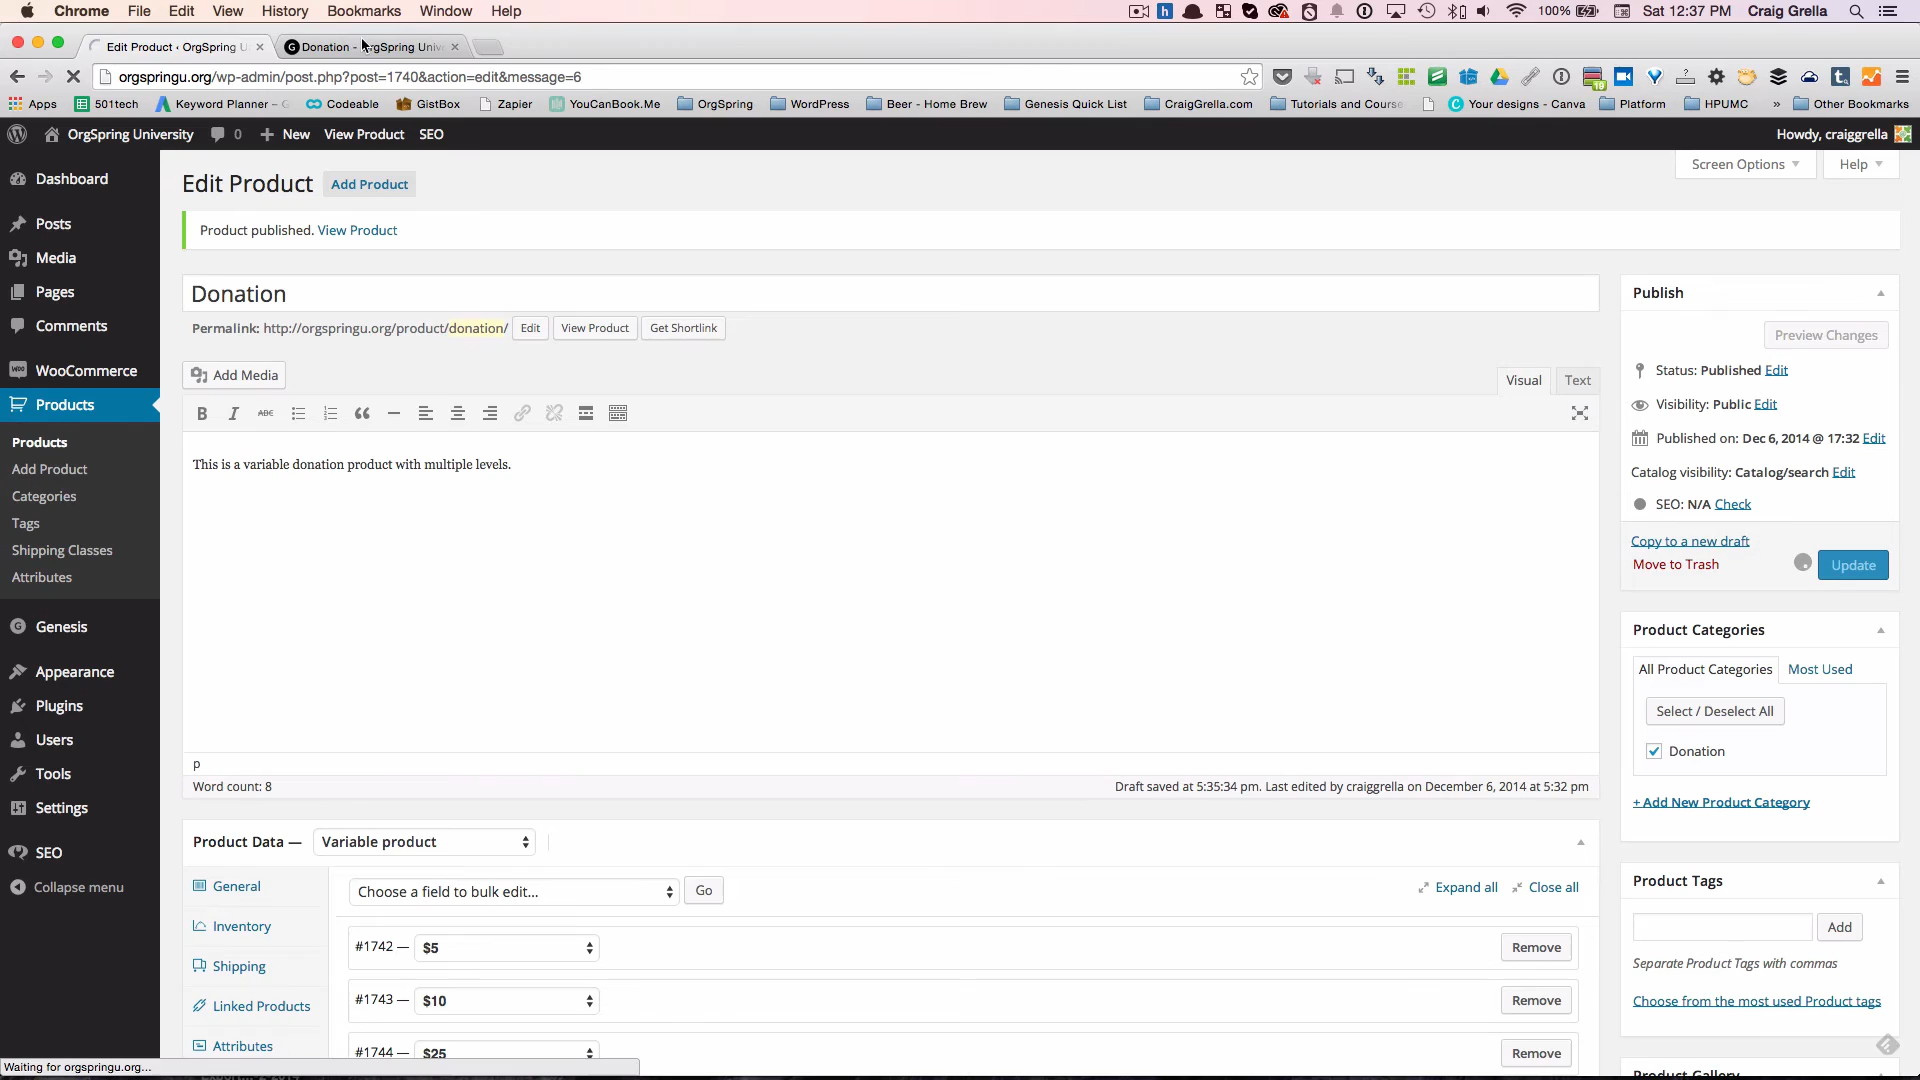 Chrome File Edit View History Bookmarks Window Help 100% Sat 12:37 PM Craig Grella
Edit Product ‹ OrgSpring U Donation - OrgSpring Univ
orgspringu.org/wp-admin/post.php?post=1740&action=edit&message=6
Apps 501tech Keyword Planner – Codeable GistBox Zapier YouCanBook.Me OrgSpring WordPress Beer - Home Brew Genesis Quick List CraigGrella.com Tutorials and Course Your designs - Canva Platform HPUMC » Other Bookmarks
OrgSpring University 0 New View Product SEO Howdy, craiggrella
Screen Options Help
Edit Product Add Product
Product published. View Product
Donation
Permalink: http://orgspringu.org/product/donation/ Edit View Product Get Shortlink
Add Media Visual Text
B I ABC
This is a variable donation product with multiple levels.
p
Word count: 8 Draft saved at 5:35:34 pm. Last edited by craiggrella on December 6, 2014 at 5:32 pm
Product Data — Variable product
General
Inventory
Shipping
Linked Products
Attributes
Choose a field to bulk edit... Go Expand all Close all
#1742 — $5 Remove
#1743 — $10 Remove
#1744 — $25 Remove
Dashboard
Posts
Media
Pages
Comments
WooCommerce
Products
Products
Add Product
Categories
Tags
Shipping Classes
Attributes
Genesis
Appearance
Plugins
Users
Tools
Settings
SEO
Collapse menu
Publish
Preview Changes
Status: Published Edit
Visibility: Public Edit
Published on: Dec 6, 2014 @ 17:32 Edit
Catalog visibility: Catalog/search Edit
SEO: N/A Check
Copy to a new draft
Move to Trash Update
Product Categories
All Product Categories Most Used
Select / Deselect All
Donation
+ Add New Product Category
Product Tags
Add
Separate Product Tags with commas
Choose from the most used Product tags
Product Gallery
Waiting for orgspringu.org...